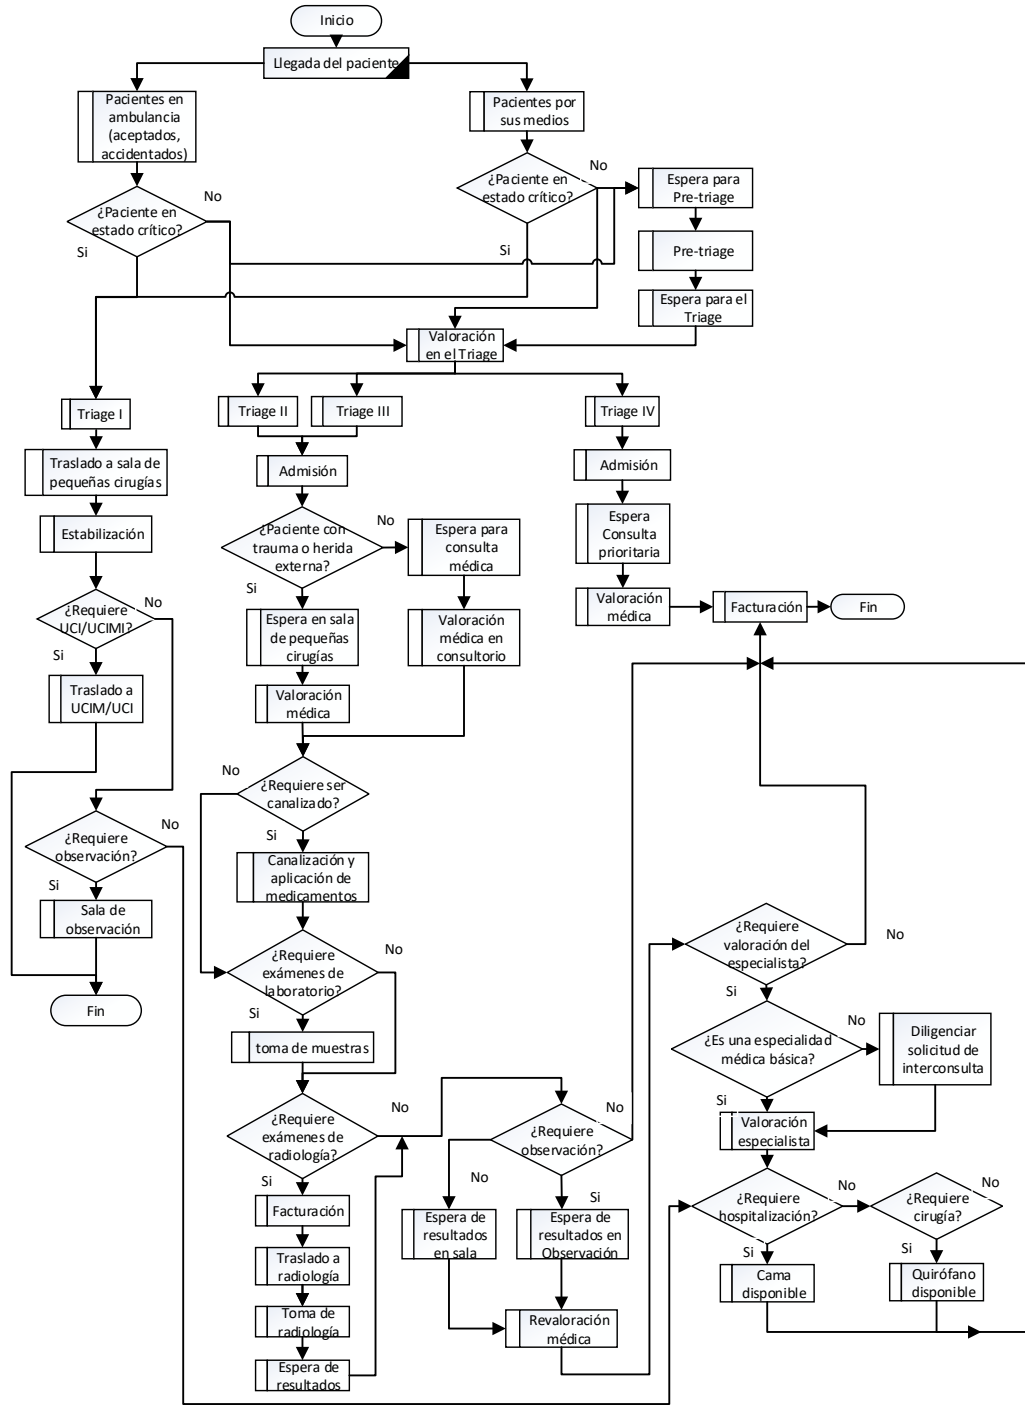 Inicio
Llegada del paciente
Pacientes en
ambulancia
(aceptados,
accidentados)
Pacientes por
sus medios
No
¿Paciente en
estado crítico?
Si
No
¿Paciente en
estado crítico?
Si
Espera para
Pre-triage
Pre-triage
Espera para el
Triage
Valoración
en el Triage
Triage I
Triage II
Triage III
Triage IV
Traslado a sala de
pequeñas cirugías
Estabilización
¿Requiere
UCI/UCIMI?
No
Si
Traslado a
UCIM/UCI
¿Requiere
observación?
No
Si
Sala de
observación
Fin
Admisión
¿Paciente con
trauma o herida
externa?
No
Si
Espera para
consulta
médica
Valoración
médica en
consultorio
Espera en sala
de pequeñas
cirugías
Valoración
médica
No
¿Requiere ser
canalizado?
Si
Canalización y
aplicación de
medicamentos
¿Requiere
exámenes de
laboratorio?
No
Si
toma de muestras
¿Requiere
exámenes de
radiología?
No
Si
Facturación
Traslado a
radiología
Toma de
radiología
Espera de
resultados
¿Requiere
observación?
No
No
Si
Espera de
resultados
en sala
Espera de
resultados en
Observación
Revaloración
médica
Admisión
Espera
Consulta
prioritaria
Valoración
médica
Facturación
Fin
¿Requiere
valoración del
especialista?
No
Si
¿Es una especialidad
médica básica?
No
Si
Diligenciar
solicitud de
interconsulta
Valoración
especialista
¿Requiere
hospitalización?
No
Si
Cama
disponible
¿Requiere
cirugía?
No
Si
Quirófano
disponible